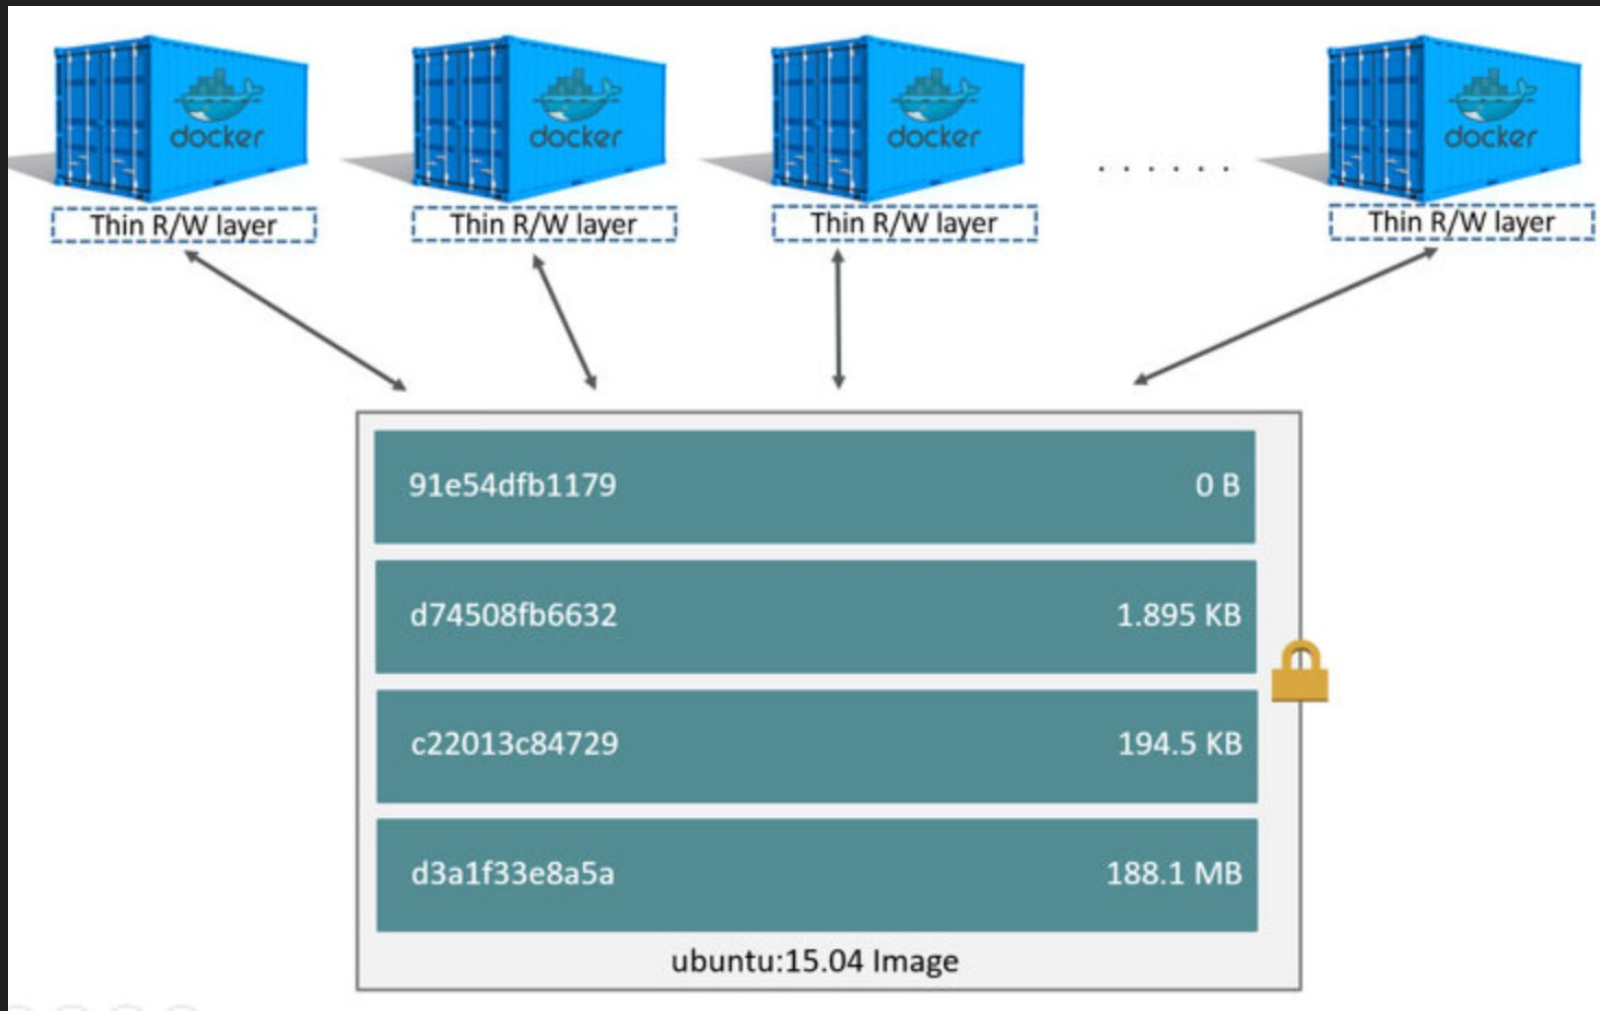 docker docker docker docker
Thin R/W layer Thin R/W layer Thin R/W layer ...... Thin R/W layer
91e54dfb1179 0 B
d74508fb6632 1.895 KB
c22013c84729 194.5 KB
d3a1f33e8a5a 188.1 MB
ubuntu:15.04 Image